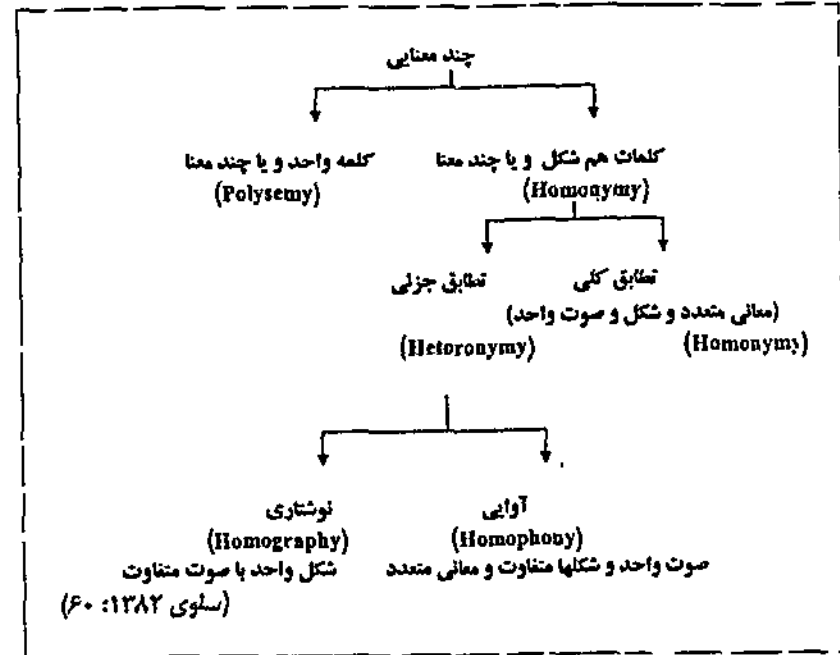 چند معنایی
کلمات هم شکل و یا چند معنا کلمه واحد و یا چند معنا
(Homonymy) (Polysemy)
تطابق کلی تطابق جزئی
(معانی متعدد و شکل و صوت واحد)
(Homonymy) (Heteronymy)
آوایی نوشتاری
(Homophony) (Homography)
صوت واحد و شکلها متفاوت و معانی متعدد شکل واحد با صوت متفاوت
(سلوی ۱۳۸۲: ۶۰)